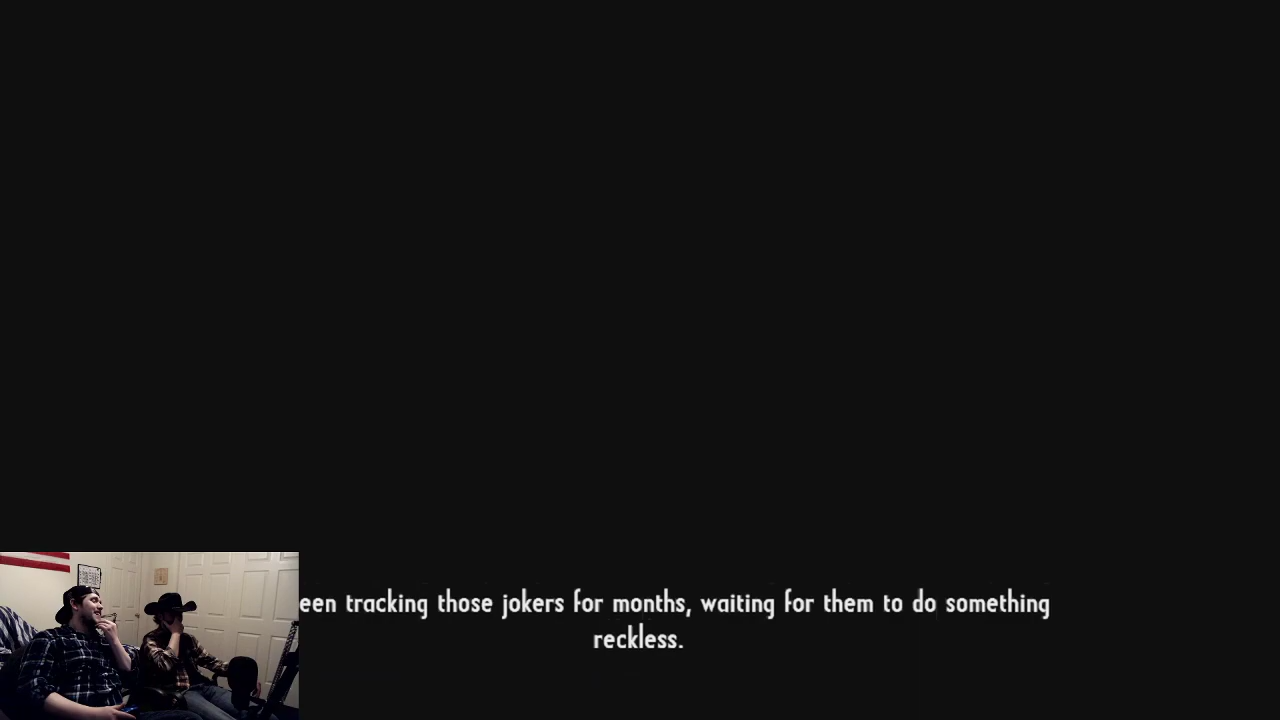 een tracking those jokers for months, waiting for them to do something
reckless.